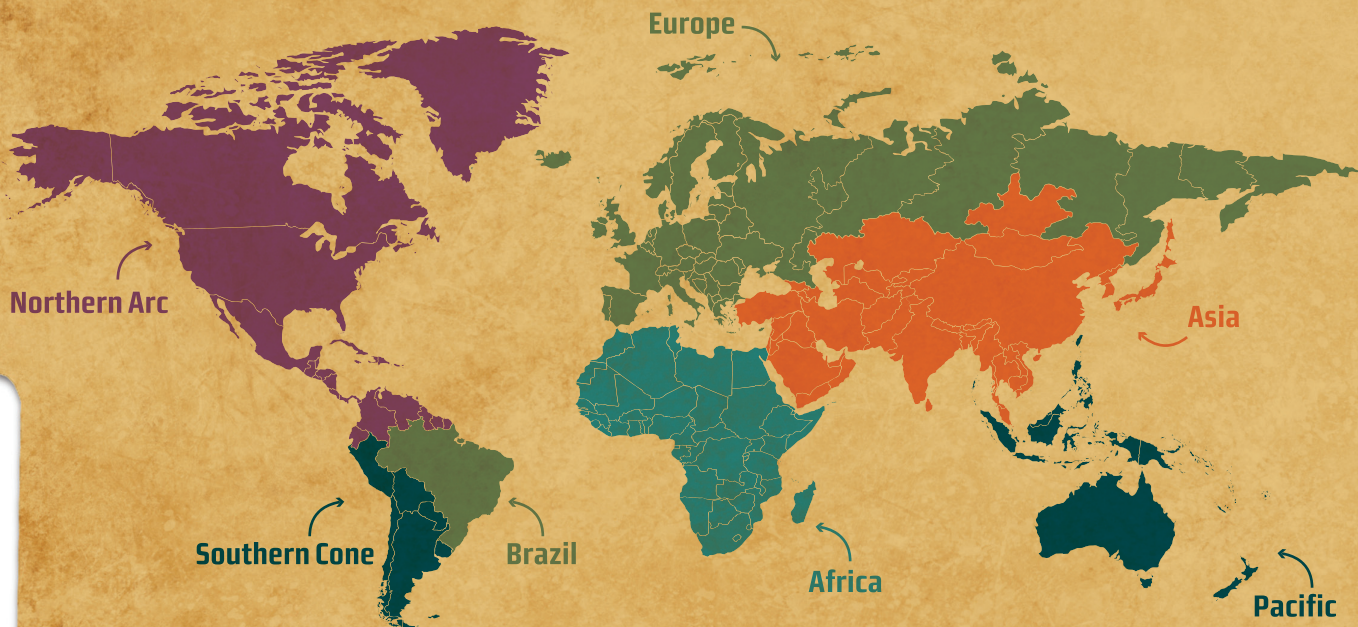 Europe
Northern Arc
Asia
Southern Cone
Brazil
Africa
Pacific